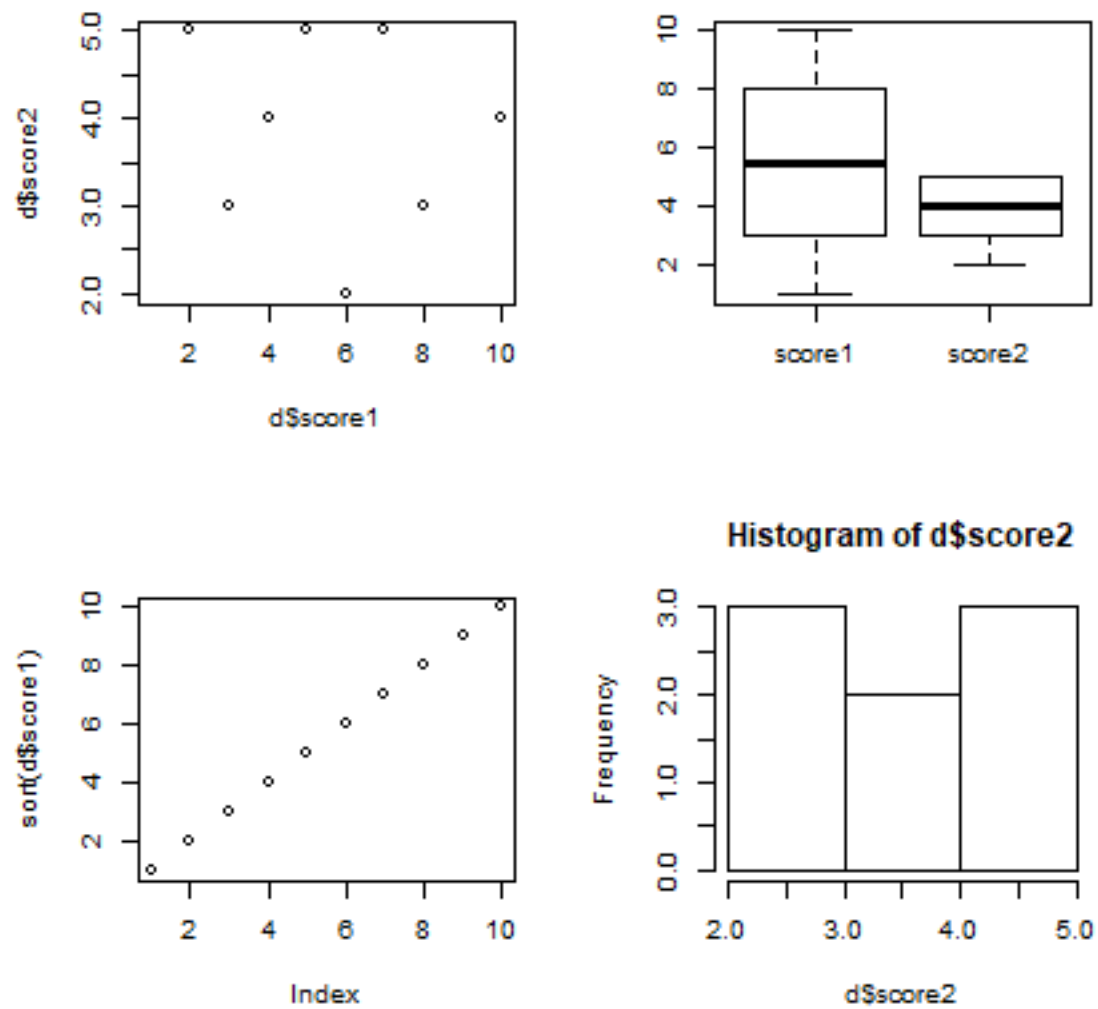 d$score2
5.0
4.0
3.0
2.0
2 4 6 8 10
d$score1
10
8
6
4
2
score1 score2
sort(d$score1)
10
8
6
4
2
2 4 6 8 10
Index
Histogram of d$score2
Frequency
3.0
2.0
1.0
0.0
2.0 3.0 4.0 5.0
d$score2